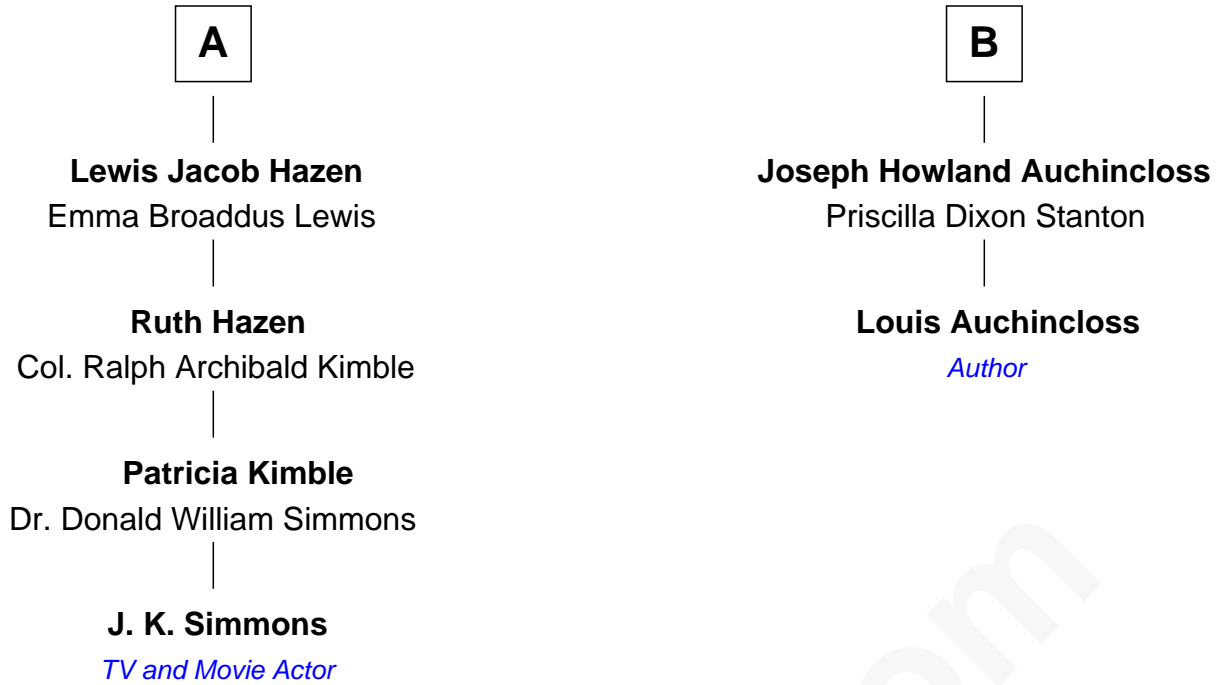 A
Lewis Jacob Hazen
Emma Broaddus Lewis
Ruth Hazen
Col. Ralph Archibald Kimble
Patricia Kimble
Dr. Donald William Simmons
J. K. Simmons
TV and Movie Actor
B
Joseph Howland Auchincloss
Priscilla Dixon Stanton
Louis Auchincloss
Author
om